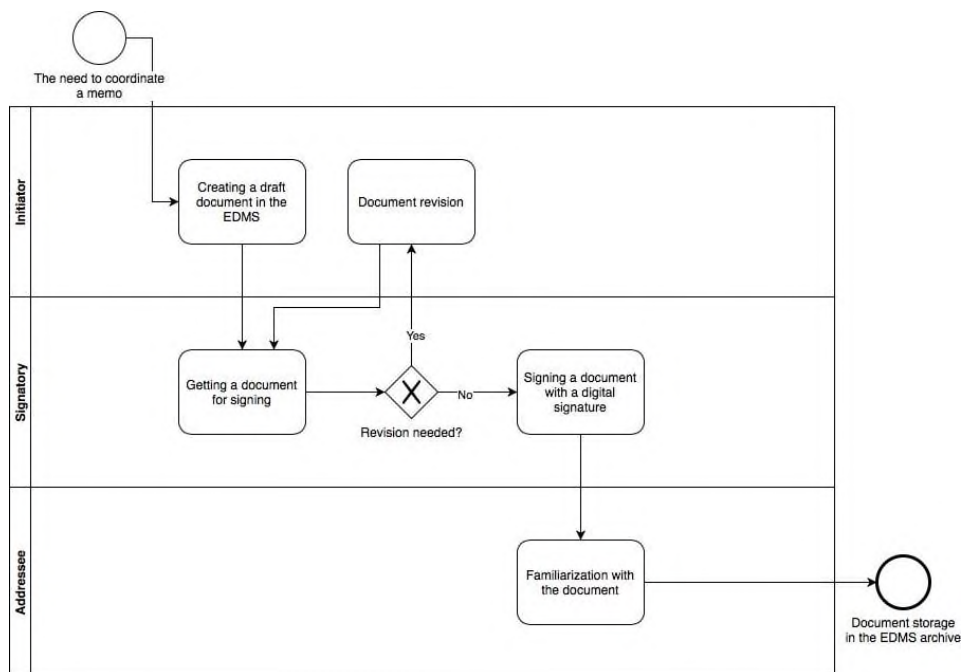 The need to coordinate
a memo
Initiator
Creating a draft
document in the
EDMS
Document revision
Signatory
Getting a document
for signing
Yes
Revision needed?
No
Signing a document
with a digital
signature
Addressee
Familiarization with
the document
Document storage
in the EDMS archive